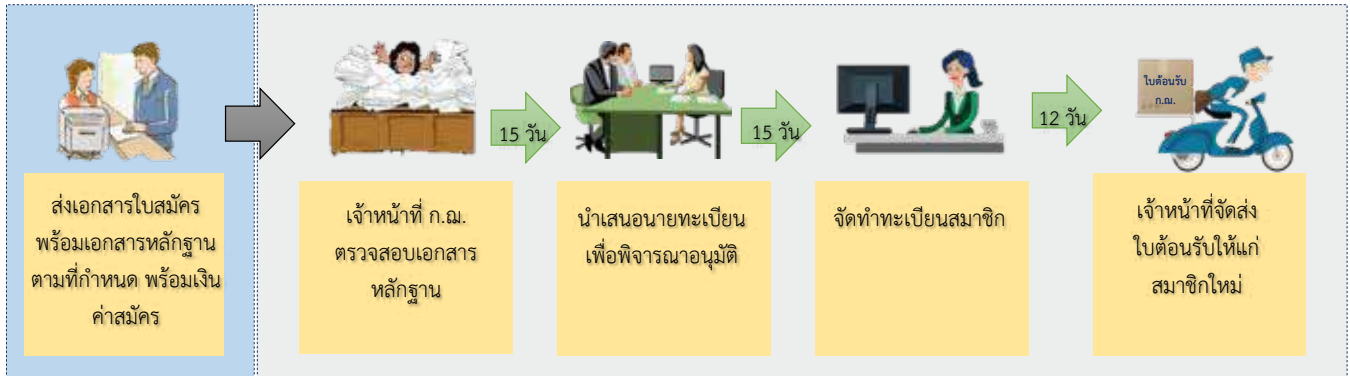 ส่งเอกสารใบสมัคร
พร้อมเอกสารหลักฐาน
ตามที่กำหนด พร้อมเงิน
ค่าสมัคร
เจ้าหน้าที่ ก.ฌ.
ตรวจสอบเอกสาร
หลักฐาน
15 วัน
นำเสนอนายทะเบียน
เพื่อพิจารณาอนุมัติ
15 วัน
จัดทำทะเบียนสมาชิก
12 วัน
ใบต้อนรับ
ก.ฌ.
เจ้าหน้าที่จัดส่ง
ใบต้อนรับให้แก่
สมาชิกใหม่